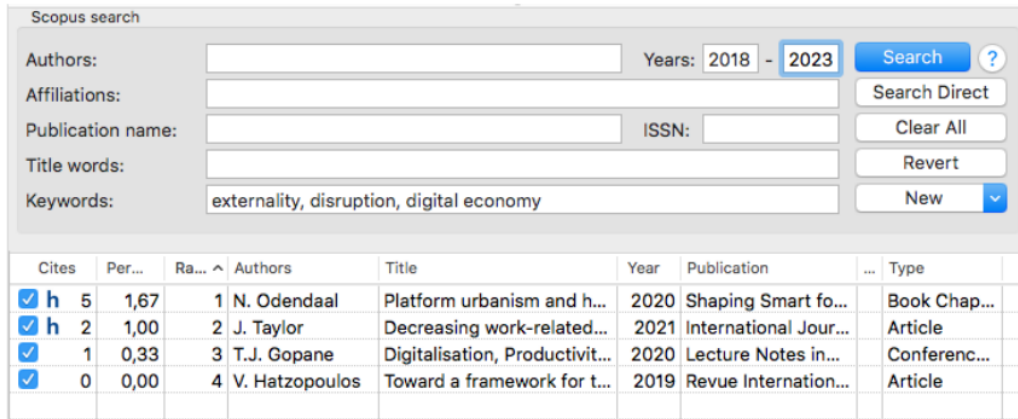 Scopus search
Authors: Years: 2018 - 2023 Search ?
Affiliations: Search Direct
Publication name: ISSN: Clear All
Title words: Revert
Keywords: externality, disruption, digital economy New
Cites Per... Ra... Authors Title Year Publication ... Type
h 5 1,67 1 N. Odendaal Platform urbanism and h... 2020 Shaping Smart fo... Book Chap...
h 2 1,00 2 J. Taylor Decreasing work-related... 2021 International Jour... Article
1 0,33 3 T.J. Gopane Digitalisation, Productivit... 2020 Lecture Notes in... Conferenc...
0 0,00 4 V. Hatzopoulos Toward a framework for t... 2019 Revue Internation... Article